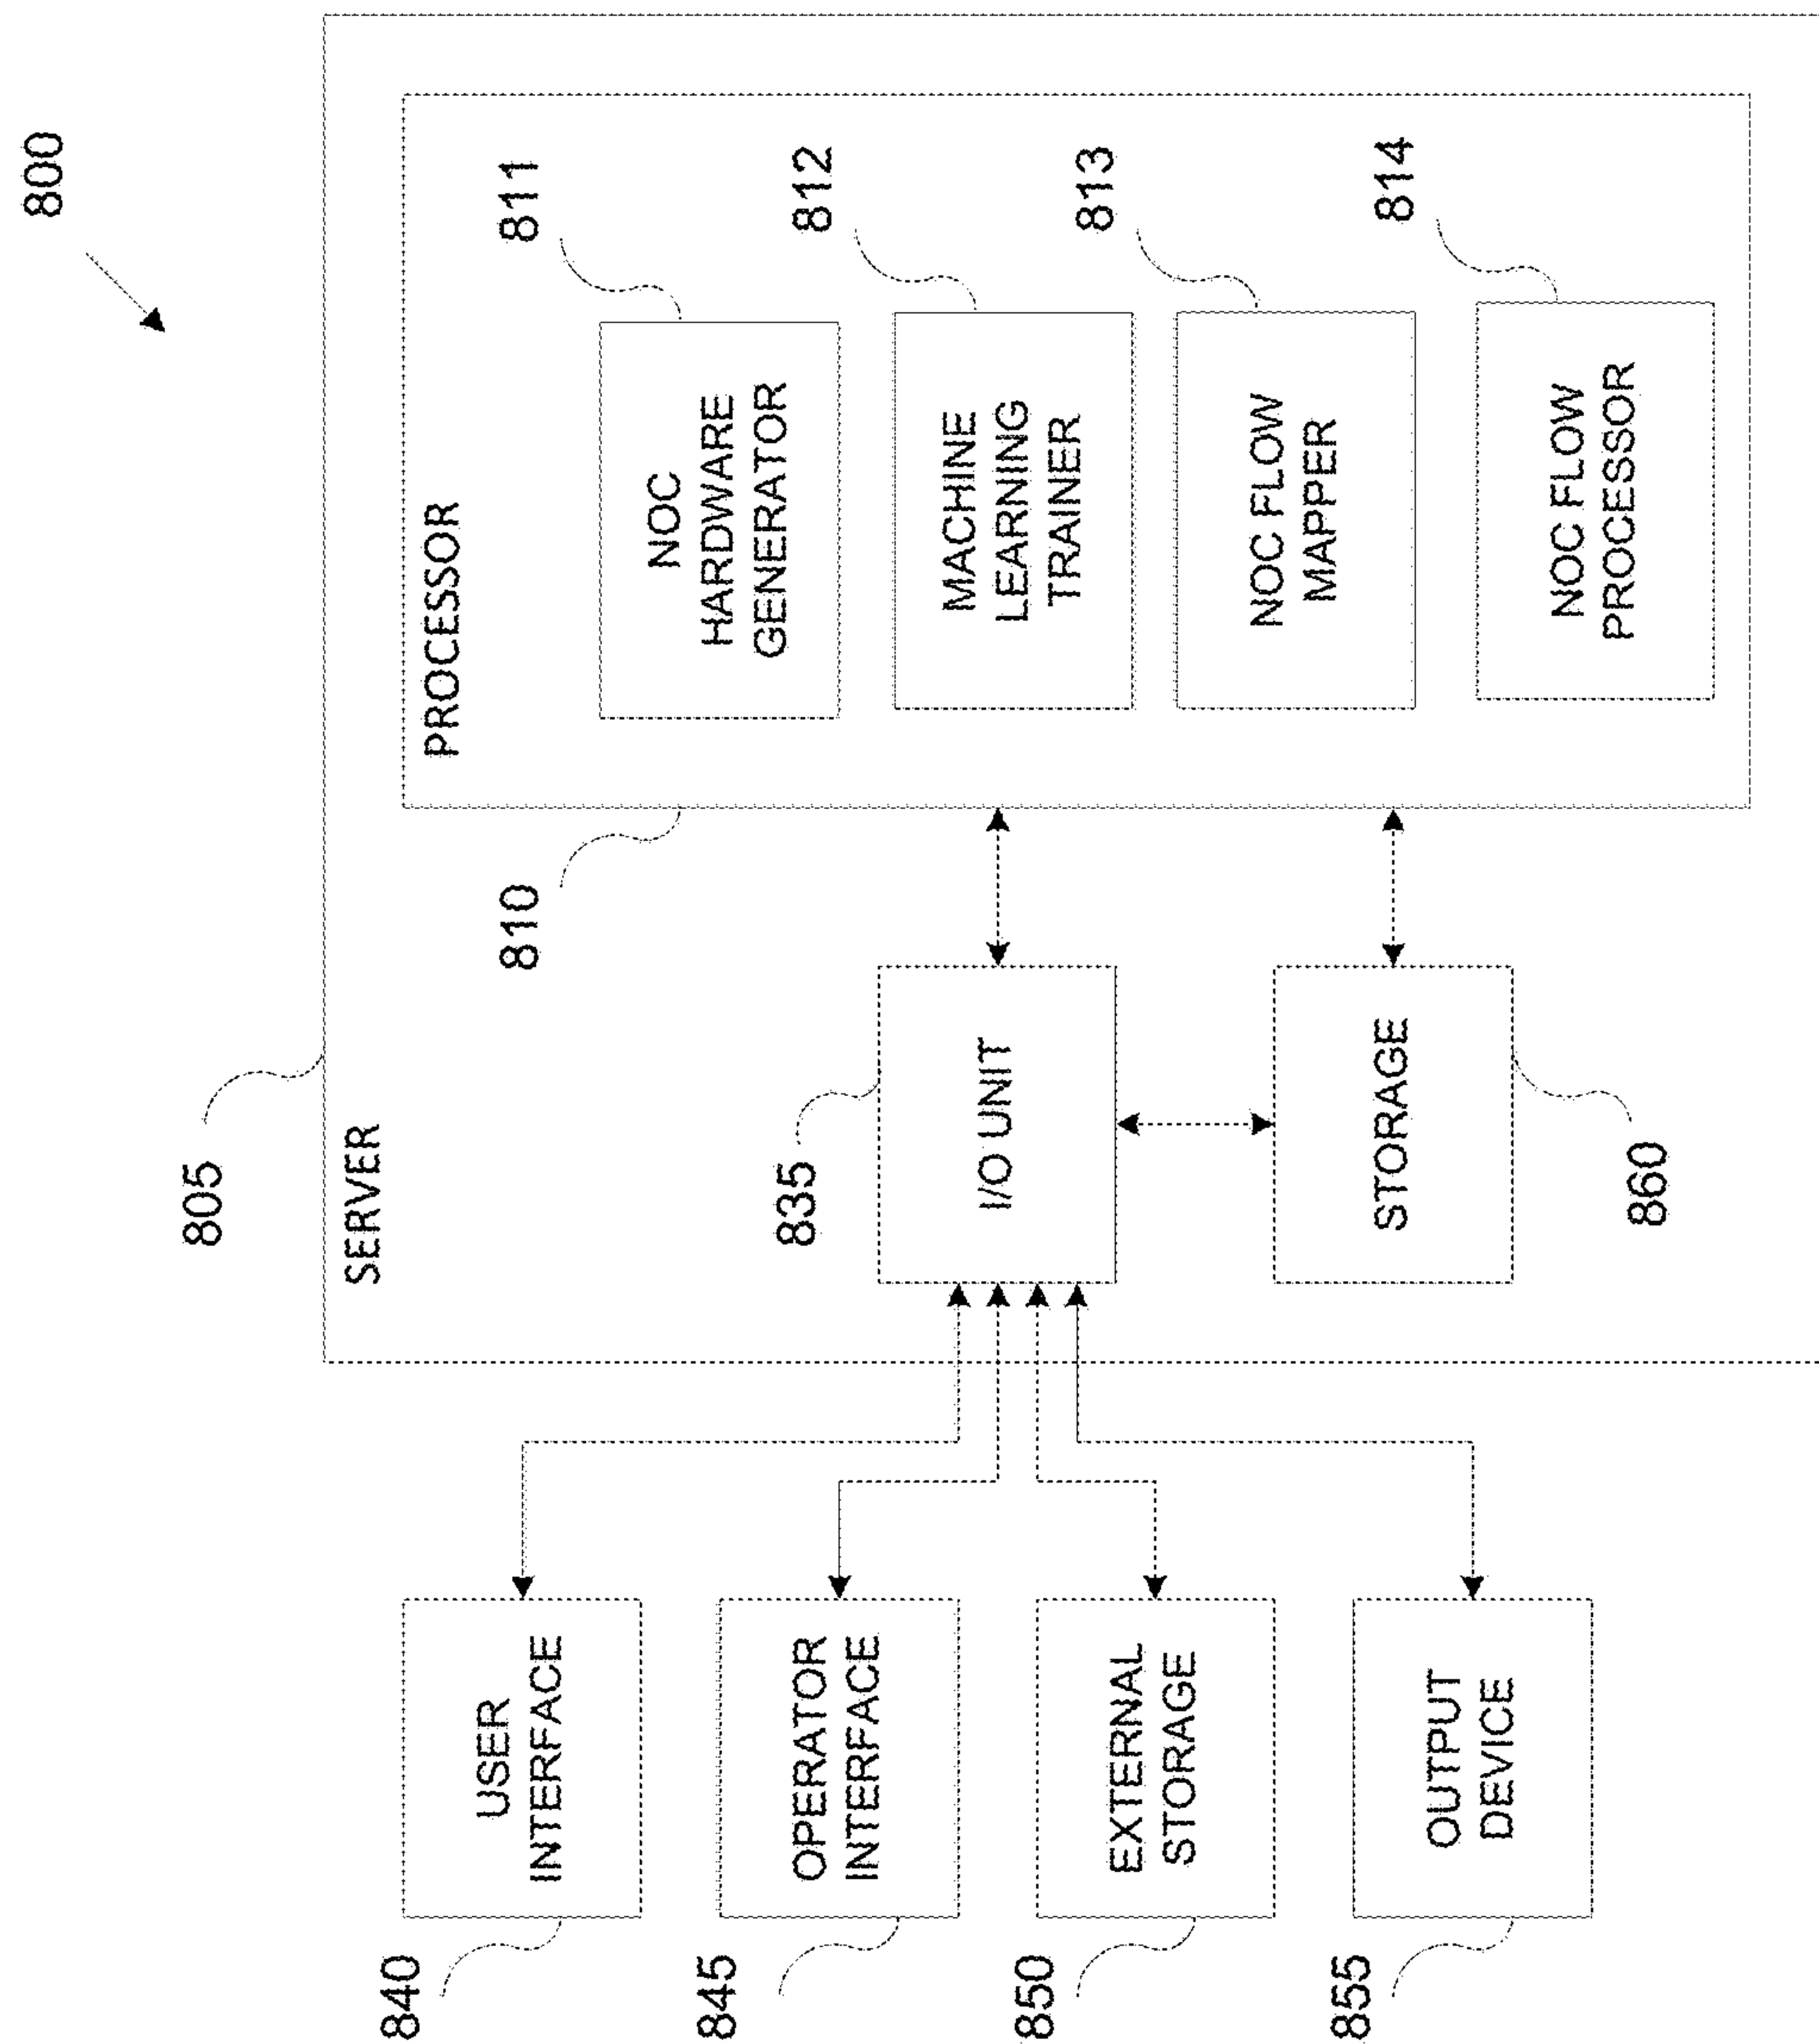 800
805
SERVER
810
PROCESSOR
811
NOC
HARDWARE
GENERATOR
812
MACHINE
LEARNING
TRAINER
813
NOC FLOW
MAPPER
814
NOC FLOW
PROCESSOR
835
I/O UNIT
STORAGE
860
840
USER
INTERFACE
845
OPERATOR
INTERFACE
850
EXTERNAL
STORAGE
855
OUTPUT
DEVICE